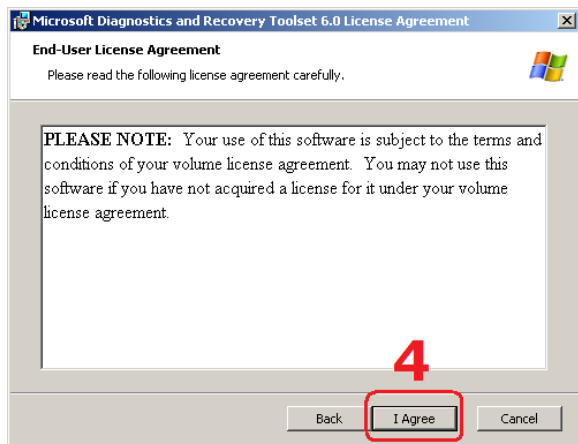 Microsoft Diagnostics and Recovery Toolset 6.0 License Agreement
End-User License Agreement
Please read the following license agreement carefully.
PLEASE NOTE: Your use of this software is subject to the terms and
conditions of your volume license agreement. You may not use this
software if you have not acquired a license for it under your volume
license agreement.
4
Back I Agree Cancel